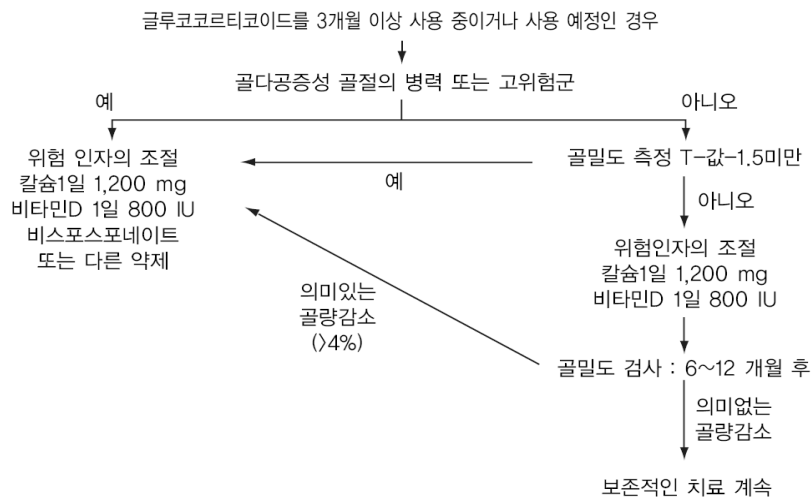 글루코코르티코이드를 3개월 이상 사용 중이거나 사용 예정인 경우
골다공증성 골절의 병력 또는 고위험군
예
아니오
위험 인자의 조절
칼슘1일 1,200 mg
비타민D 1일 800 IU
비스포스포네이트
또는 다른 약제
예
골밀도 측정 T-값-1.5미만
아니오
위험인자의 조절
칼슘1일 1,200 mg
비타민D 1일 800 IU
의미있는
골량감소
(>4%)
골밀도 검사 : 6~12 개월 후
의미없는
골량감소
보존적인 치료 계속